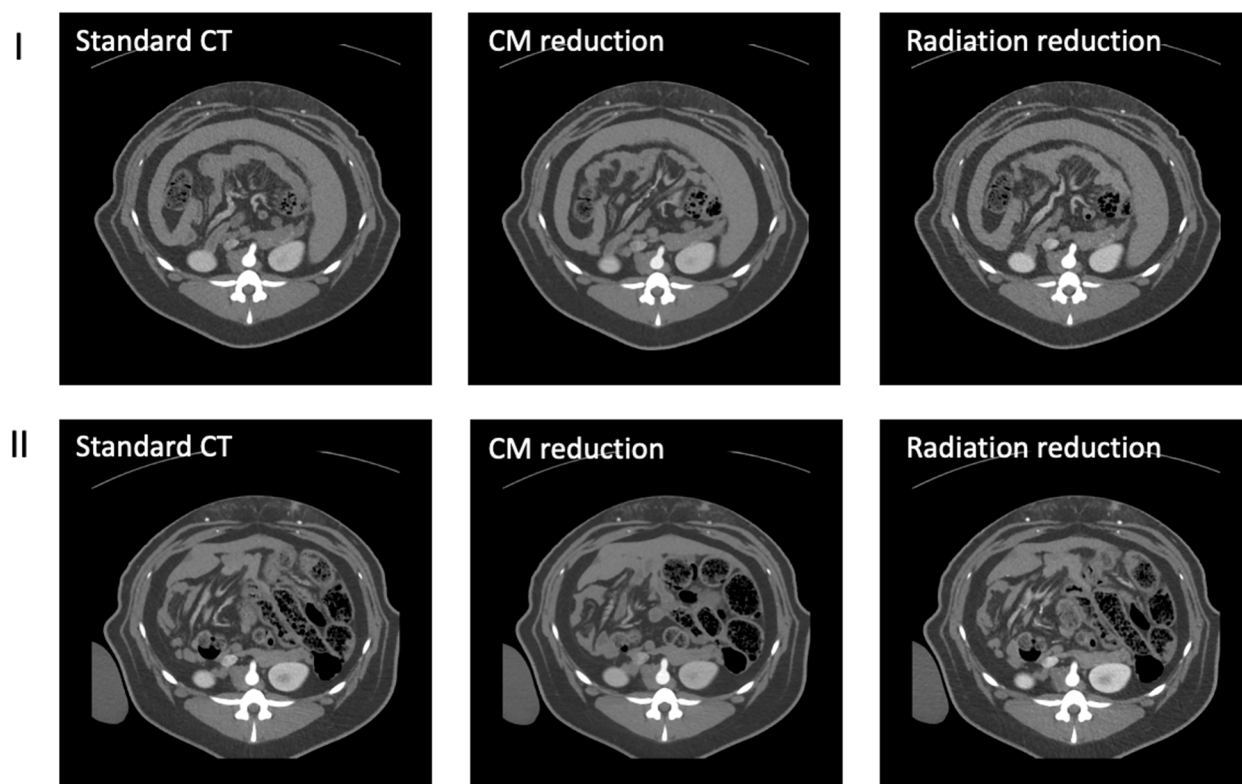 I
Standard CT
CM reduction
Radiation reduction
II
Standard CT
CM reduction
Radiation reduction